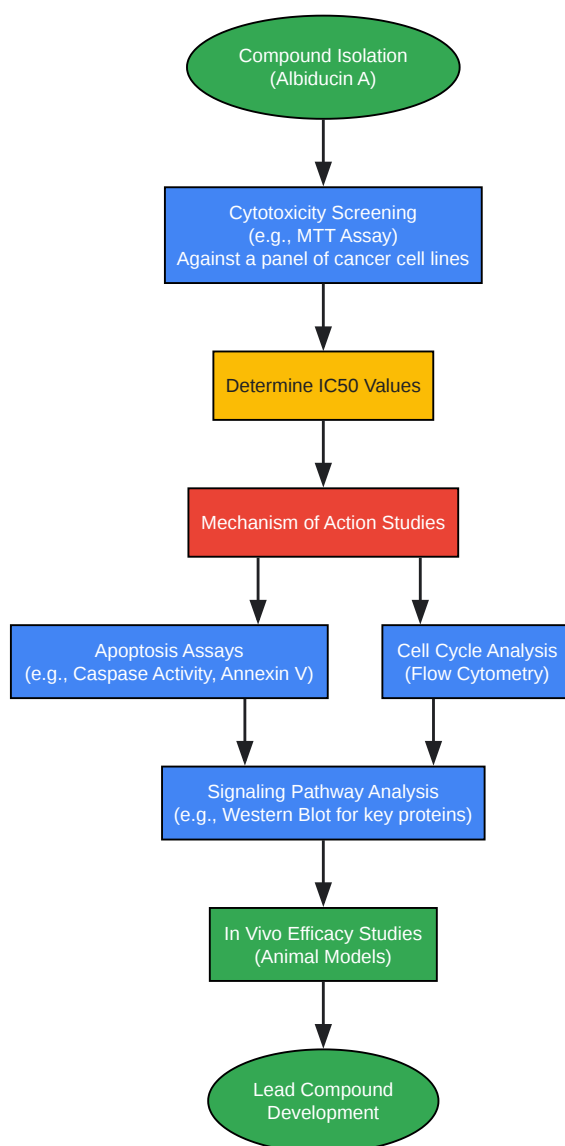 Compound Isolation
(Albiducin A)
Cytotoxicity Screening
(e.g., MTT Assay)
Against a panel of cancer cell lines
Determine IC50 Values
Mechanism of Action Studies
Apoptosis Assays
(e.g., Caspase Activity, Annexin V)
Cell Cycle Analysis
(Flow Cytometry)
Signaling Pathway Analysis
(e.g., Western Blot for key proteins)
In Vivo Efficacy Studies
(Animal Models)
Lead Compound
Development